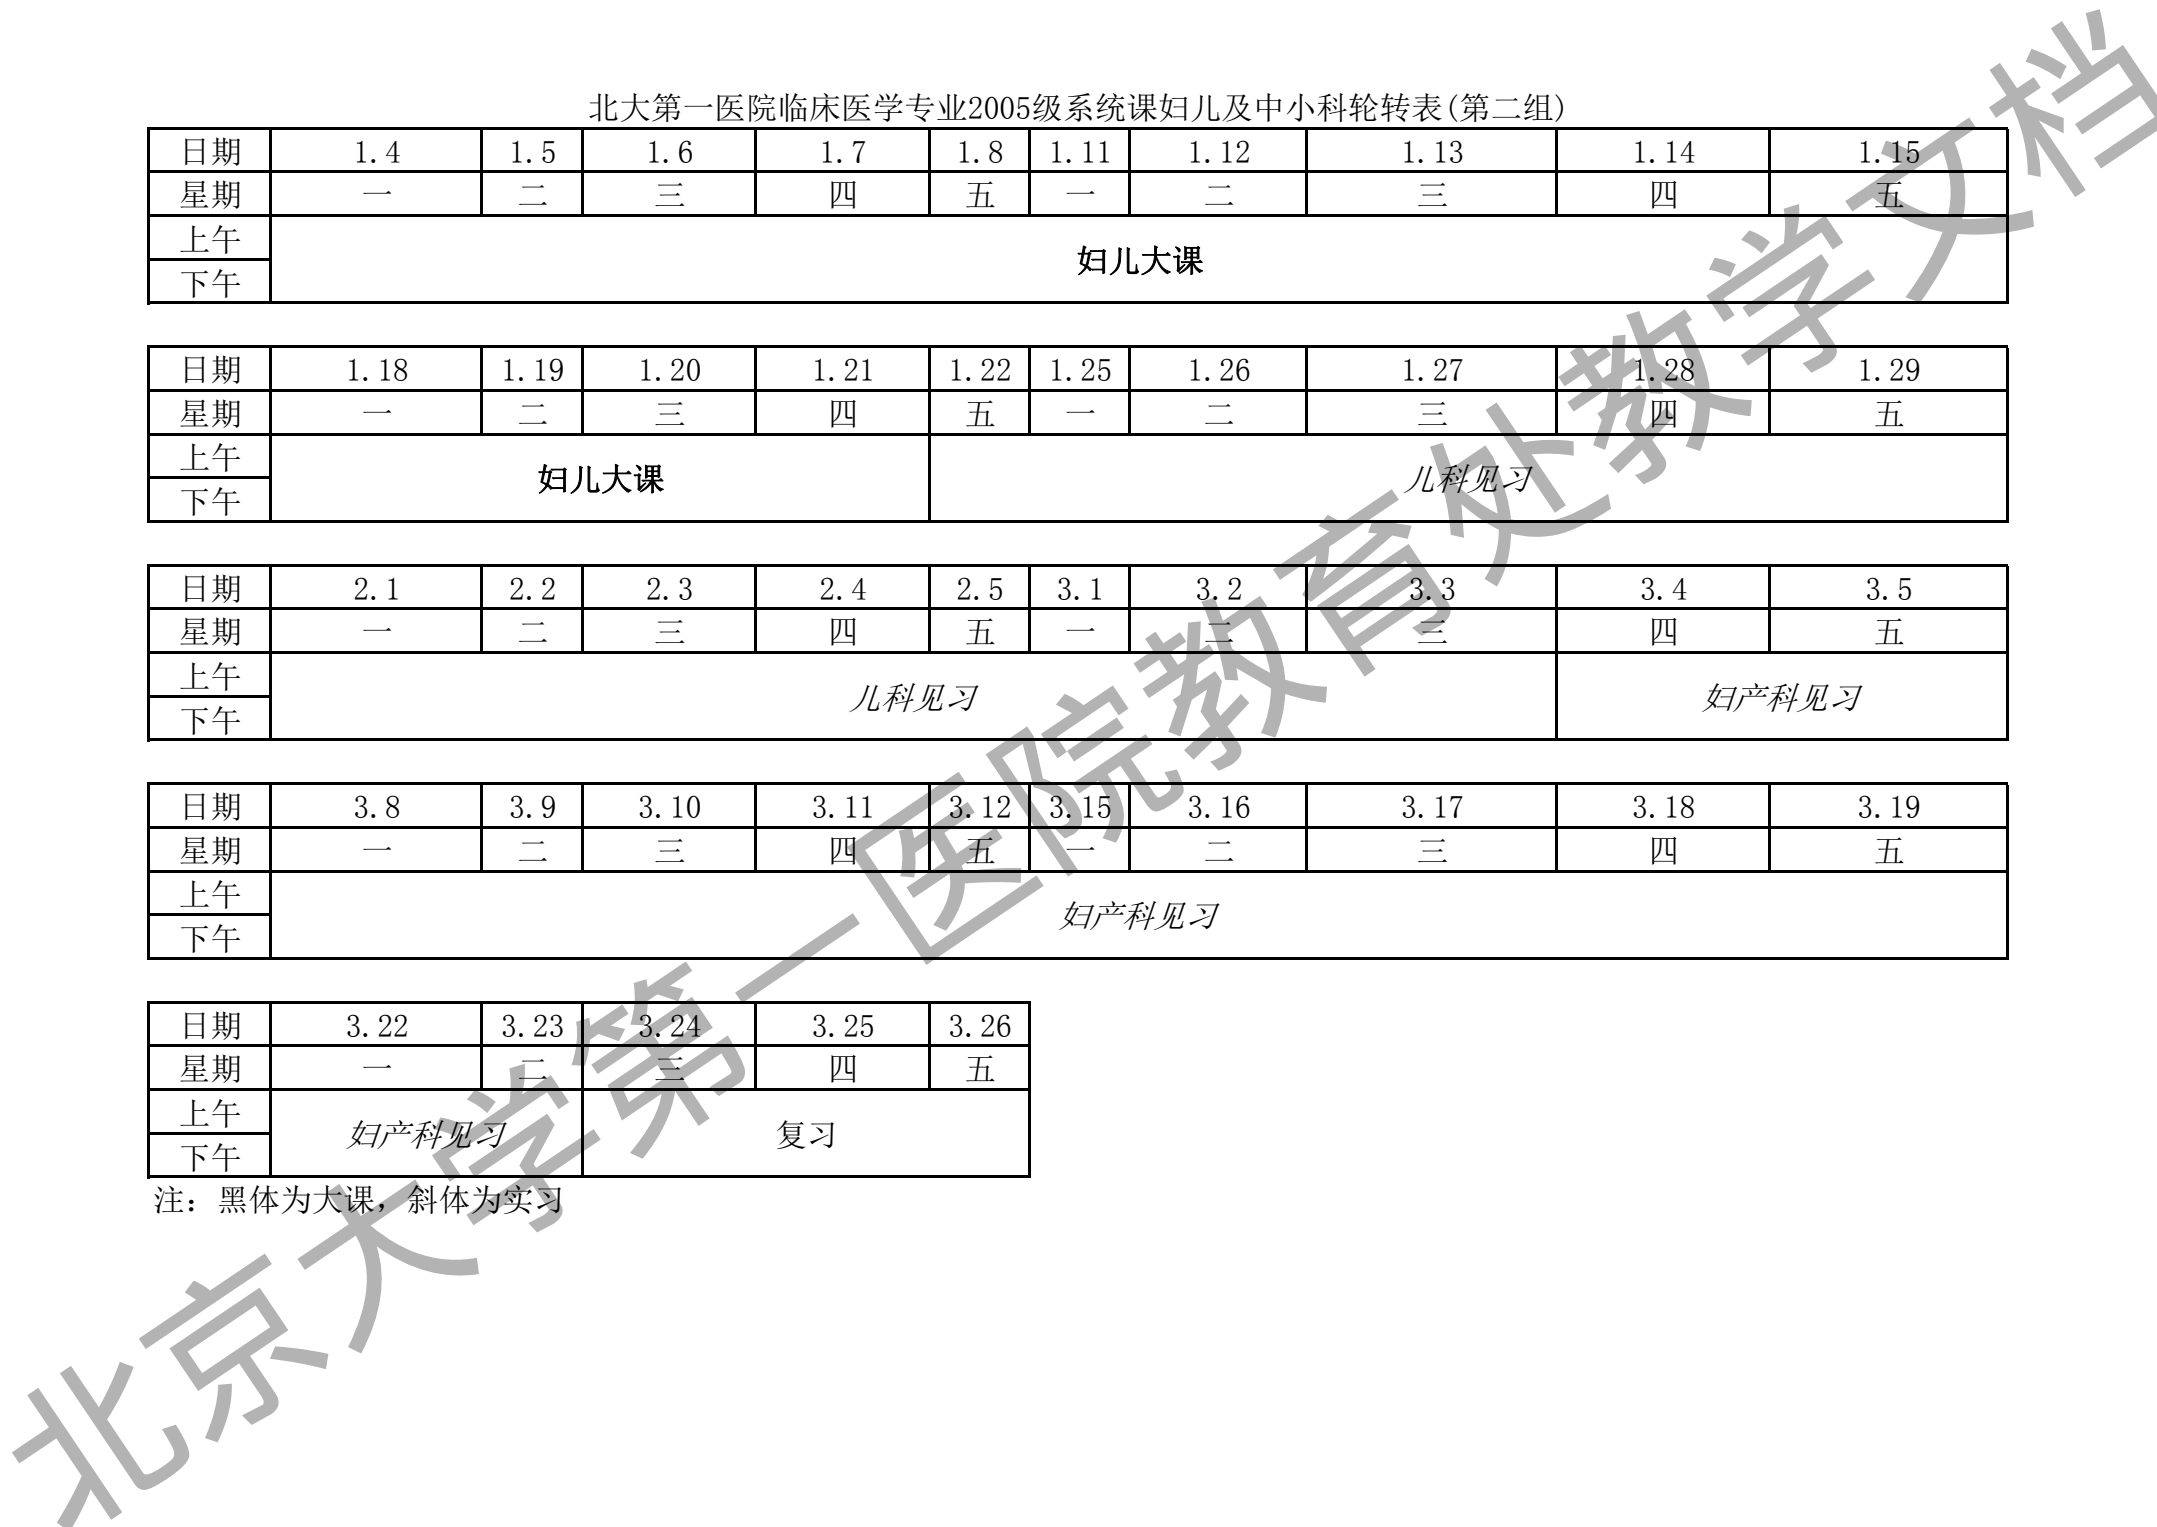 北大第一医院临床医学专业2005级系统课妇儿及中小科轮转表(第二组)
日期 1.4 1.5 1.6 1.7 1.8 1.11 1.12 1.13 1.14 1.15
星期 一 二 三 四 五 一 二 三 四 五
上午
妇儿大课
下午
日期 1.18 1.19 1.20 1.21 1.22 1.25 1.26 1.27 1.28 1.29
星期 一 二 三 四 五 一 二 三 四 五
上午
妇儿大课 儿科见习
下午
日期 2.1 2.2 2.3 2.4 2.5 3.1 3.2 3.3 3.4 3.5
星期 一 二 三 四 五 一 二 三 四 五
上午
儿科见习 妇产科见习
下午
日期 3.8 3.9 3.10 3.11 3.12 3.15 3.16 3.17 3.18 3.19
星期 一 二 三 四 五 一 二 三 四 五
上午
妇产科见习
下午
日期 3.22 3.23 3.24 3.25 3.26
星期 一 二 三 四 五
上午
妇产科见习 复习
下午
注：黑体为大课，斜体为实习
北京大学第一医院教育处教学文档